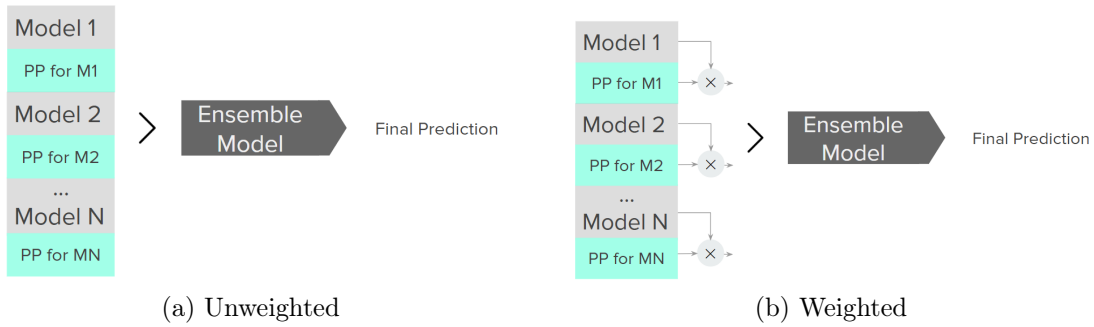 Model 1
PP for M1
Model 2
PP for M2
...
Model N
PP for MN
Ensemble
Model
Final Prediction
(a) Unweighted
Model 1
PP for M1
×
Model 2
PP for M2
×
...
Model N
PP for MN
×
Ensemble
Model
Final Prediction
(b) Weighted